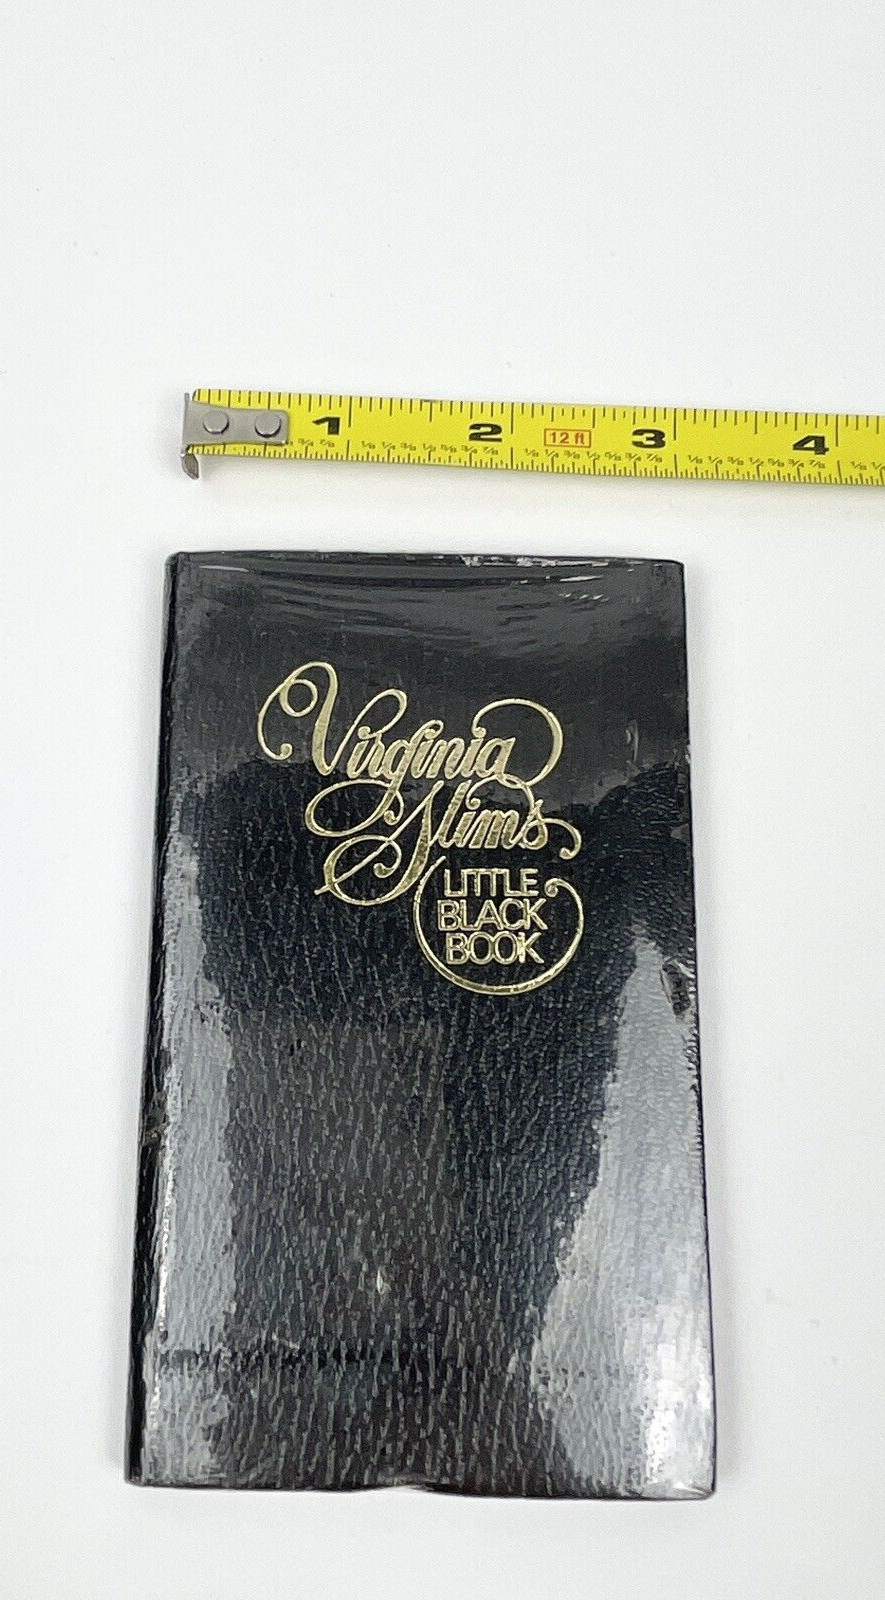 1 2 12 ft 3 4
Virginia
Slims
LITTLE
BLACK
BOOK